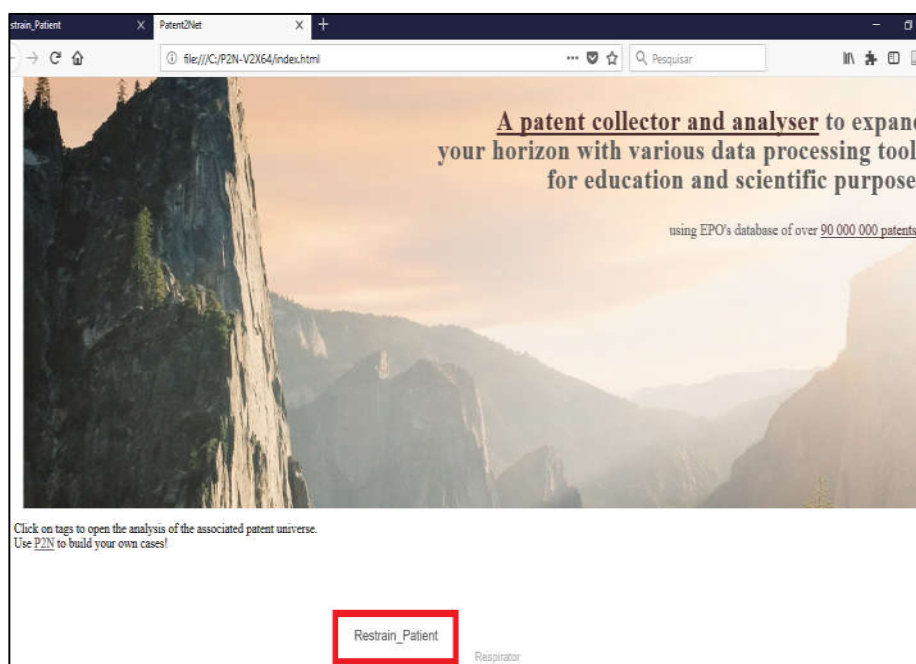 strain_Patient X Patent2Net X +
file:///C:/P2N-V2X64/index.html
Pesquisar
A patent collector and analyser to expand
your horizon with various data processing tool
for education and scientific purpose
using EPO's database of over 90 000 000 patents
Click on tags to open the analysis of the associated patent universe.
Use P2N to build your own cases!
Restrain_Patient
Respirator